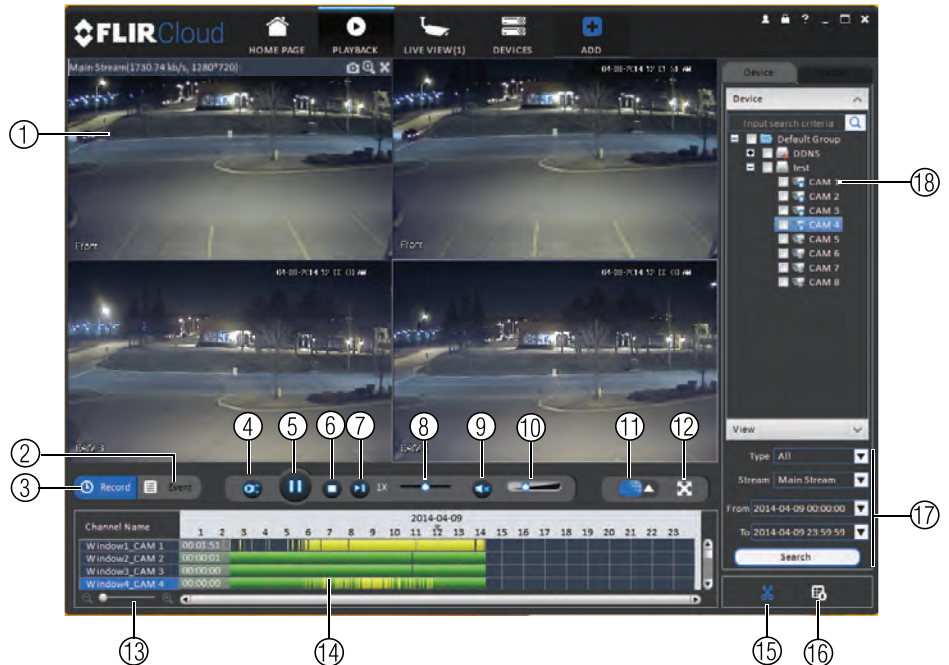 FLIRCloud
HOME PAGE
PLAYBACK
LIVE VIEW(1)
DEVICES
ADD
?
Main Stream(1730.74 kb/s, 1280*720)
Front
Front
CAM 3
1
2
3
4
5
6
7
8
9
10
11
12
13
14
15
16
17
18
Device
Device
Input search criteria
Default Group
DDNS
test
CAM 1
CAM 2
CAM 3
CAM 4
CAM 5
CAM 6
CAM 7
CAM 8
View
Type All
Stream Main Stream
From 2014-04-09 00:00:00
To 2014-04-09 23:59:59
Search
Record
Event
1X
2014-04-09
Channel Name 1 2 3 4 5 6 7 8 9 10 11 12 13 14 15 16 17 18 19 20 21 22 23
Window1_CAM 1 00:01:51
Window2_CAM 2 00:00:01
Window3_CAM 3 00:00:00
Window4_CAM 4 00:00:00